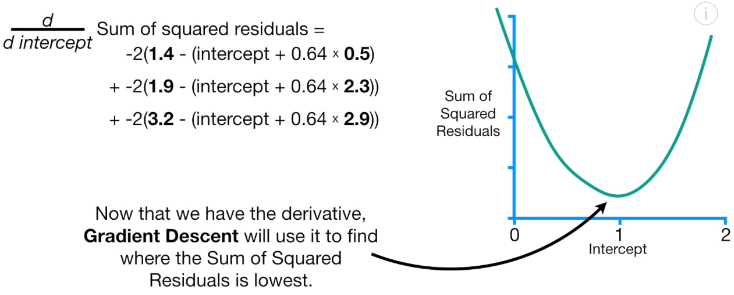 d
d intercept
Sum of squared residuals =
-2(1.4 - (intercept + 0.64 × 0.5)
+ -2(1.9 - (intercept + 0.64 × 2.3))
+ -2(3.2 - (intercept + 0.64 × 2.9))
Now that we have the derivative,
Gradient Descent will use it to find
where the Sum of Squared
Residuals is lowest.
Sum of
Squared
Residuals
0 1 2
Intercept
i